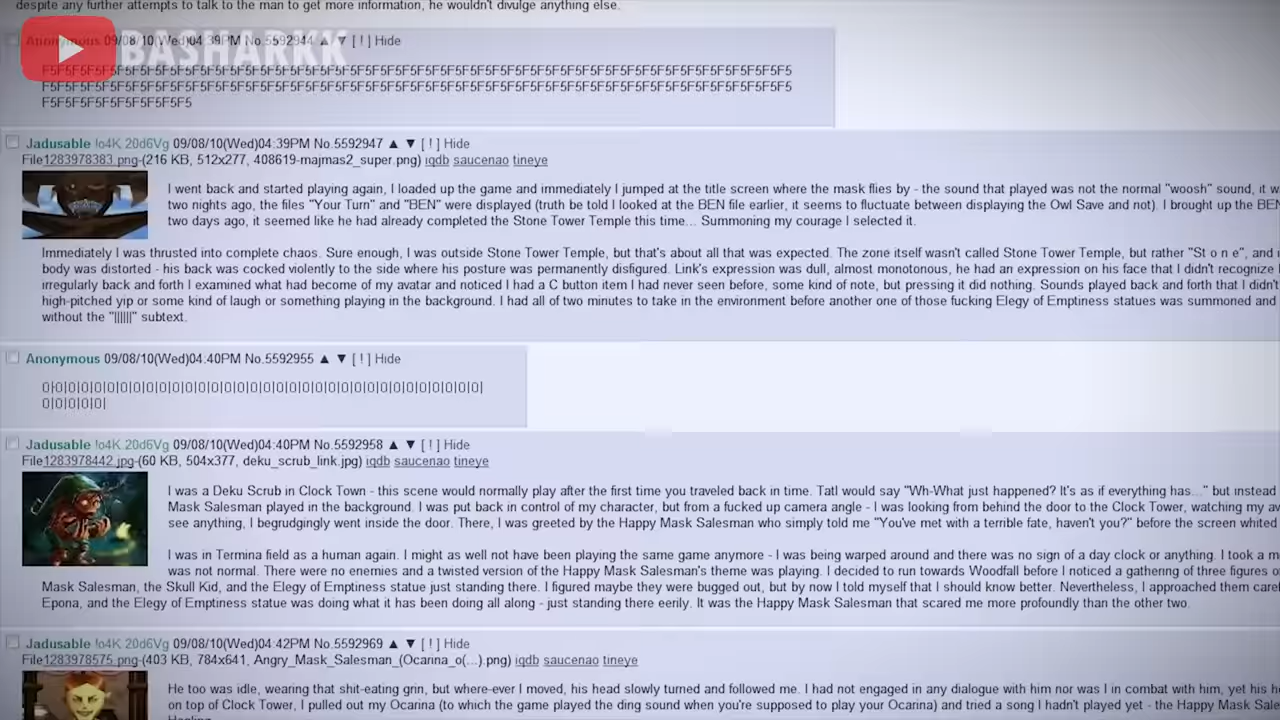 despite any further attempts to talk to the man to get more information, he wouldn't divulge anything else.
Anonymous 09/08/10(Wed)04:39PM No.5592944 ▲ ▼ [ ! ] Hide
BASHARKK
F5F5F5F5F5F5F5F5F5F5F5F5F5F5F5F5F5F5F5F5F5F5F5F5F5F5F5F5F5F5F5F5F5F5F5F5F5F5F5F5F5F5F5F5F5F5F5F5F5F5
F5F5F5F5F5F5F5F5F5F5F5F5F5F5F5F5F5F5F5F5F5F5F5F5F5F5F5F5F5F5F5F5F5F5F5F5F5F5F5F5F5F5F5F5F5F5F5F5F5F5
F5F5F5F5F5F5F5F5F5F5
Jadusable !o4K.20d6Vg 09/08/10(Wed)04:39PM No.5592947 ▲ ▼ [ ! ] Hide
File1283978383.png-(216 KB, 512x277, 408619-majmas2_super.png) iqdb saucenao tineye
I went back and started playing again, I loaded up the game and immediately I jumped at the title screen where the mask flies by - the sound that played was not the normal "woosh" sound, it w
two nights ago, the files "Your Turn" and "BEN" were displayed (truth be told I looked at the BEN file earlier, it seems to fluctuate between displaying the Owl Save and not). I brought up the BEN
two days ago, it seemed like he had already completed the Stone Tower Temple this time... Summoning my courage I selected it.
Immediately I was thrusted into complete chaos. Sure enough, I was outside Stone Tower Temple, but that's about all that was expected. The zone itself wasn't called Stone Tower Temple, but rather "St o n e", and i
body was distorted - his back was cocked violently to the side where his posture was permanently disfigured. Link's expression was dull, almost monotonous, he had an expression on his face that I didn't recognize
irregularly back and forth I examined what had become of my avatar and noticed I had a C button item I had never seen before, some kind of note, but pressing it did nothing. Sounds played back and forth that I didn't
high-pitched yip or some kind of laugh or something playing in the background. I had all of two minutes to take in the environment before another one of those fucking Elegy of Emptiness statues was summoned and
without the "||||||" subtext.
Anonymous 09/08/10(Wed)04:40PM No.5592955 ▲ ▼ [ ! ] Hide
0|0|0|0|0|0|0|0|0|0|0|0|0|0|0|0|0|0|0|0|0|0|0|0|0|0|0|0|0|0|0|0|0|0|
0|0|0|0|0|
Jadusable !o4K.20d6Vg 09/08/10(Wed)04:40PM No.5592958 ▲ ▼ [ ! ] Hide
File1283978442.jpg-(60 KB, 504x377, deku_scrub_link.jpg) iqdb saucenao tineye
I was a Deku Scrub in Clock Town - this scene would normally play after the first time you traveled back in time. Tatl would say "Wh-What just happened? It's as if everything has..." but instead
Mask Salesman played in the background. I was put back in control of my character, but from a fucked up camera angle - I was looking from behind the door to the Clock Tower, watching my av
see anything, I begrudgingly went inside the door. There, I was greeted by the Happy Mask Salesman who simply told me "You've met with a terrible fate, haven't you?" before the screen whited
I was in Termina field as a human again. I might as well not have been playing the same game anymore - I was being warped around and there was no sign of a day clock or anything. I took a m
was not normal. There were no enemies and a twisted version of the Happy Mask Salesman's theme was playing. I decided to run towards Woodfall before I noticed a gathering of three figures o
Mask Salesman, the Skull Kid, and the Elegy of Emptiness statue just standing there. I figured maybe they were bugged out, but by now I told myself that I should know better. Nevertheless, I approached them care
Epona, and the Elegy of Emptiness statue was doing what it has been doing all along - just standing there eerily. It was the Happy Mask Salesman that scared me more profoundly than the other two.
Jadusable !o4K.20d6Vg 09/08/10(Wed)04:42PM No.5592969 ▲ ▼ [ ! ] Hide
File1283978575.png-(403 KB, 784x641, Angry_Mask_Salesman_(Ocarina_o(...).png) iqdb saucenao tineye
He too was idle, wearing that shit-eating grin, but where-ever I moved, his head slowly turned and followed me. I had not engaged in any dialogue with him nor was I in combat with him, yet his he
on top of Clock Tower, I pulled out my Ocarina (to which the game played the ding sound when you're supposed to play your Ocarina) and tried a song I hadn't played yet - the Happy Mask Sale